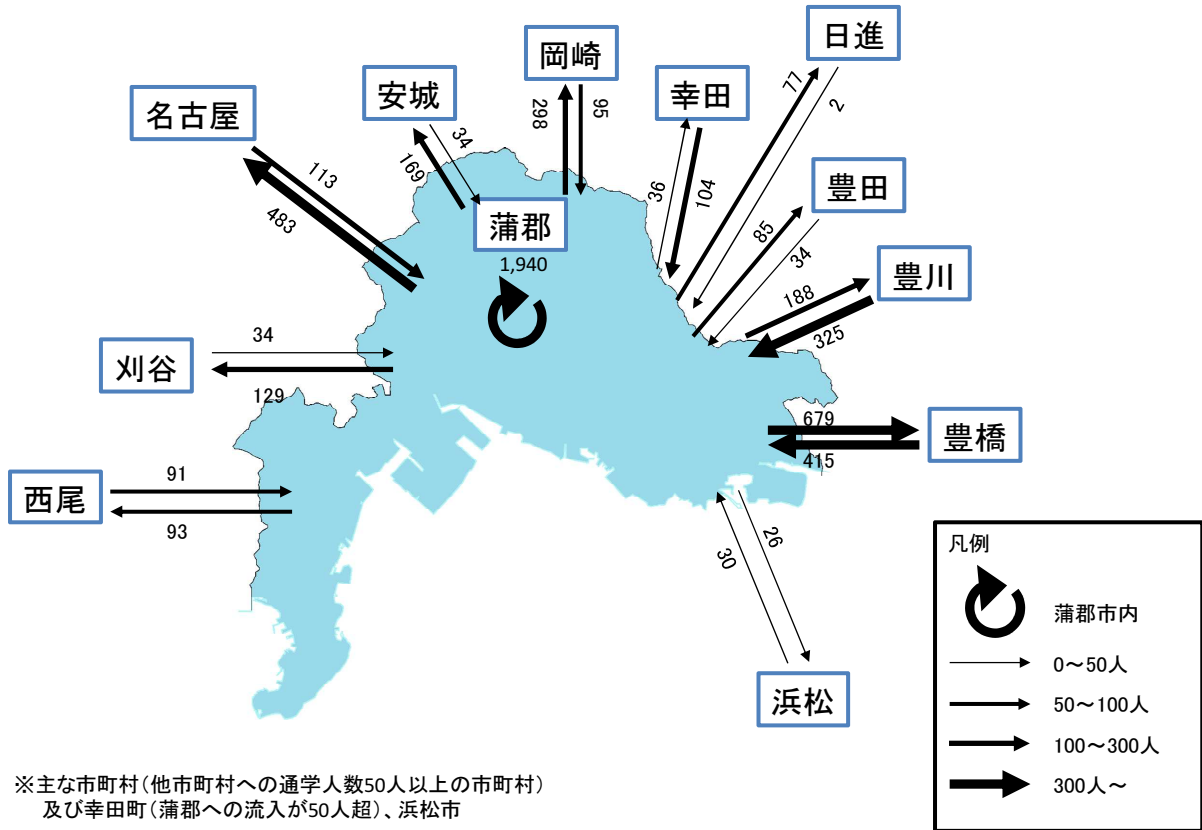 日進
岡崎
幸田
安城
名古屋
77
2
298
95
34
169
36
104
豊田
113
483
蒲郡
1,940
85
34
豊川
188
325
34
刈谷
129
679
豊橋
415
91
西尾
93
26
30
浜松
凡例
蒲郡市内
0～50人
50～100人
100～300人
300人～
※主な市町村(他市町村への通学人数50人以上の市町村)
及び幸田町(蒲郡への流入が50人超)、浜松市